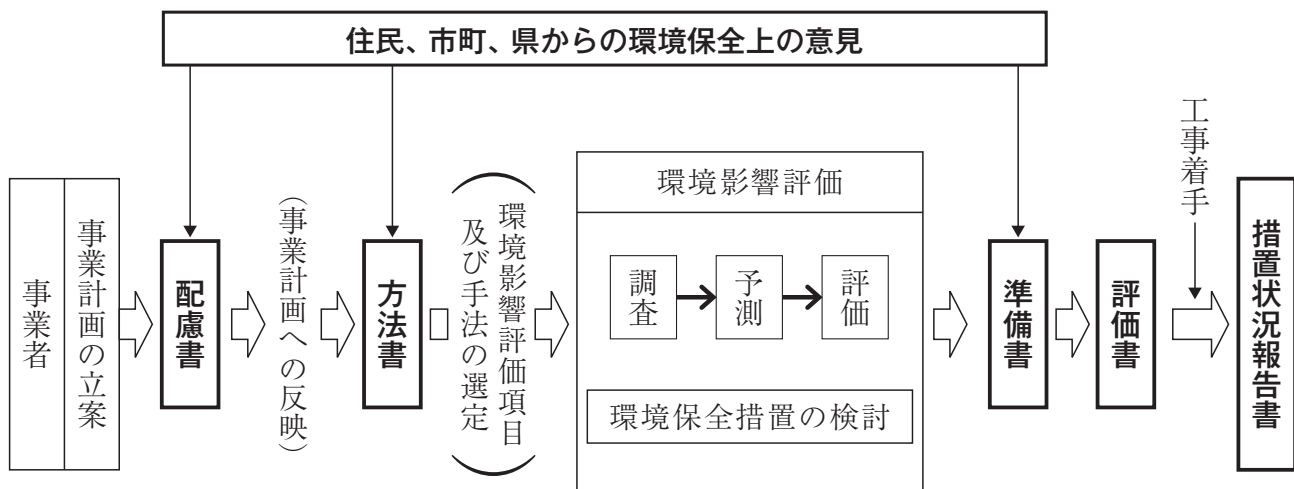 住民、市町、県からの環境保全上の意見
事業者
事業計画の立案
配慮書
(事業計画への反映)
方法書
(環境影響評価項目
及び手法の選定)
環境影響評価
調査
予測
評価
環境保全措置の検討
準備書
評価書
工事着手
措置状況報告書